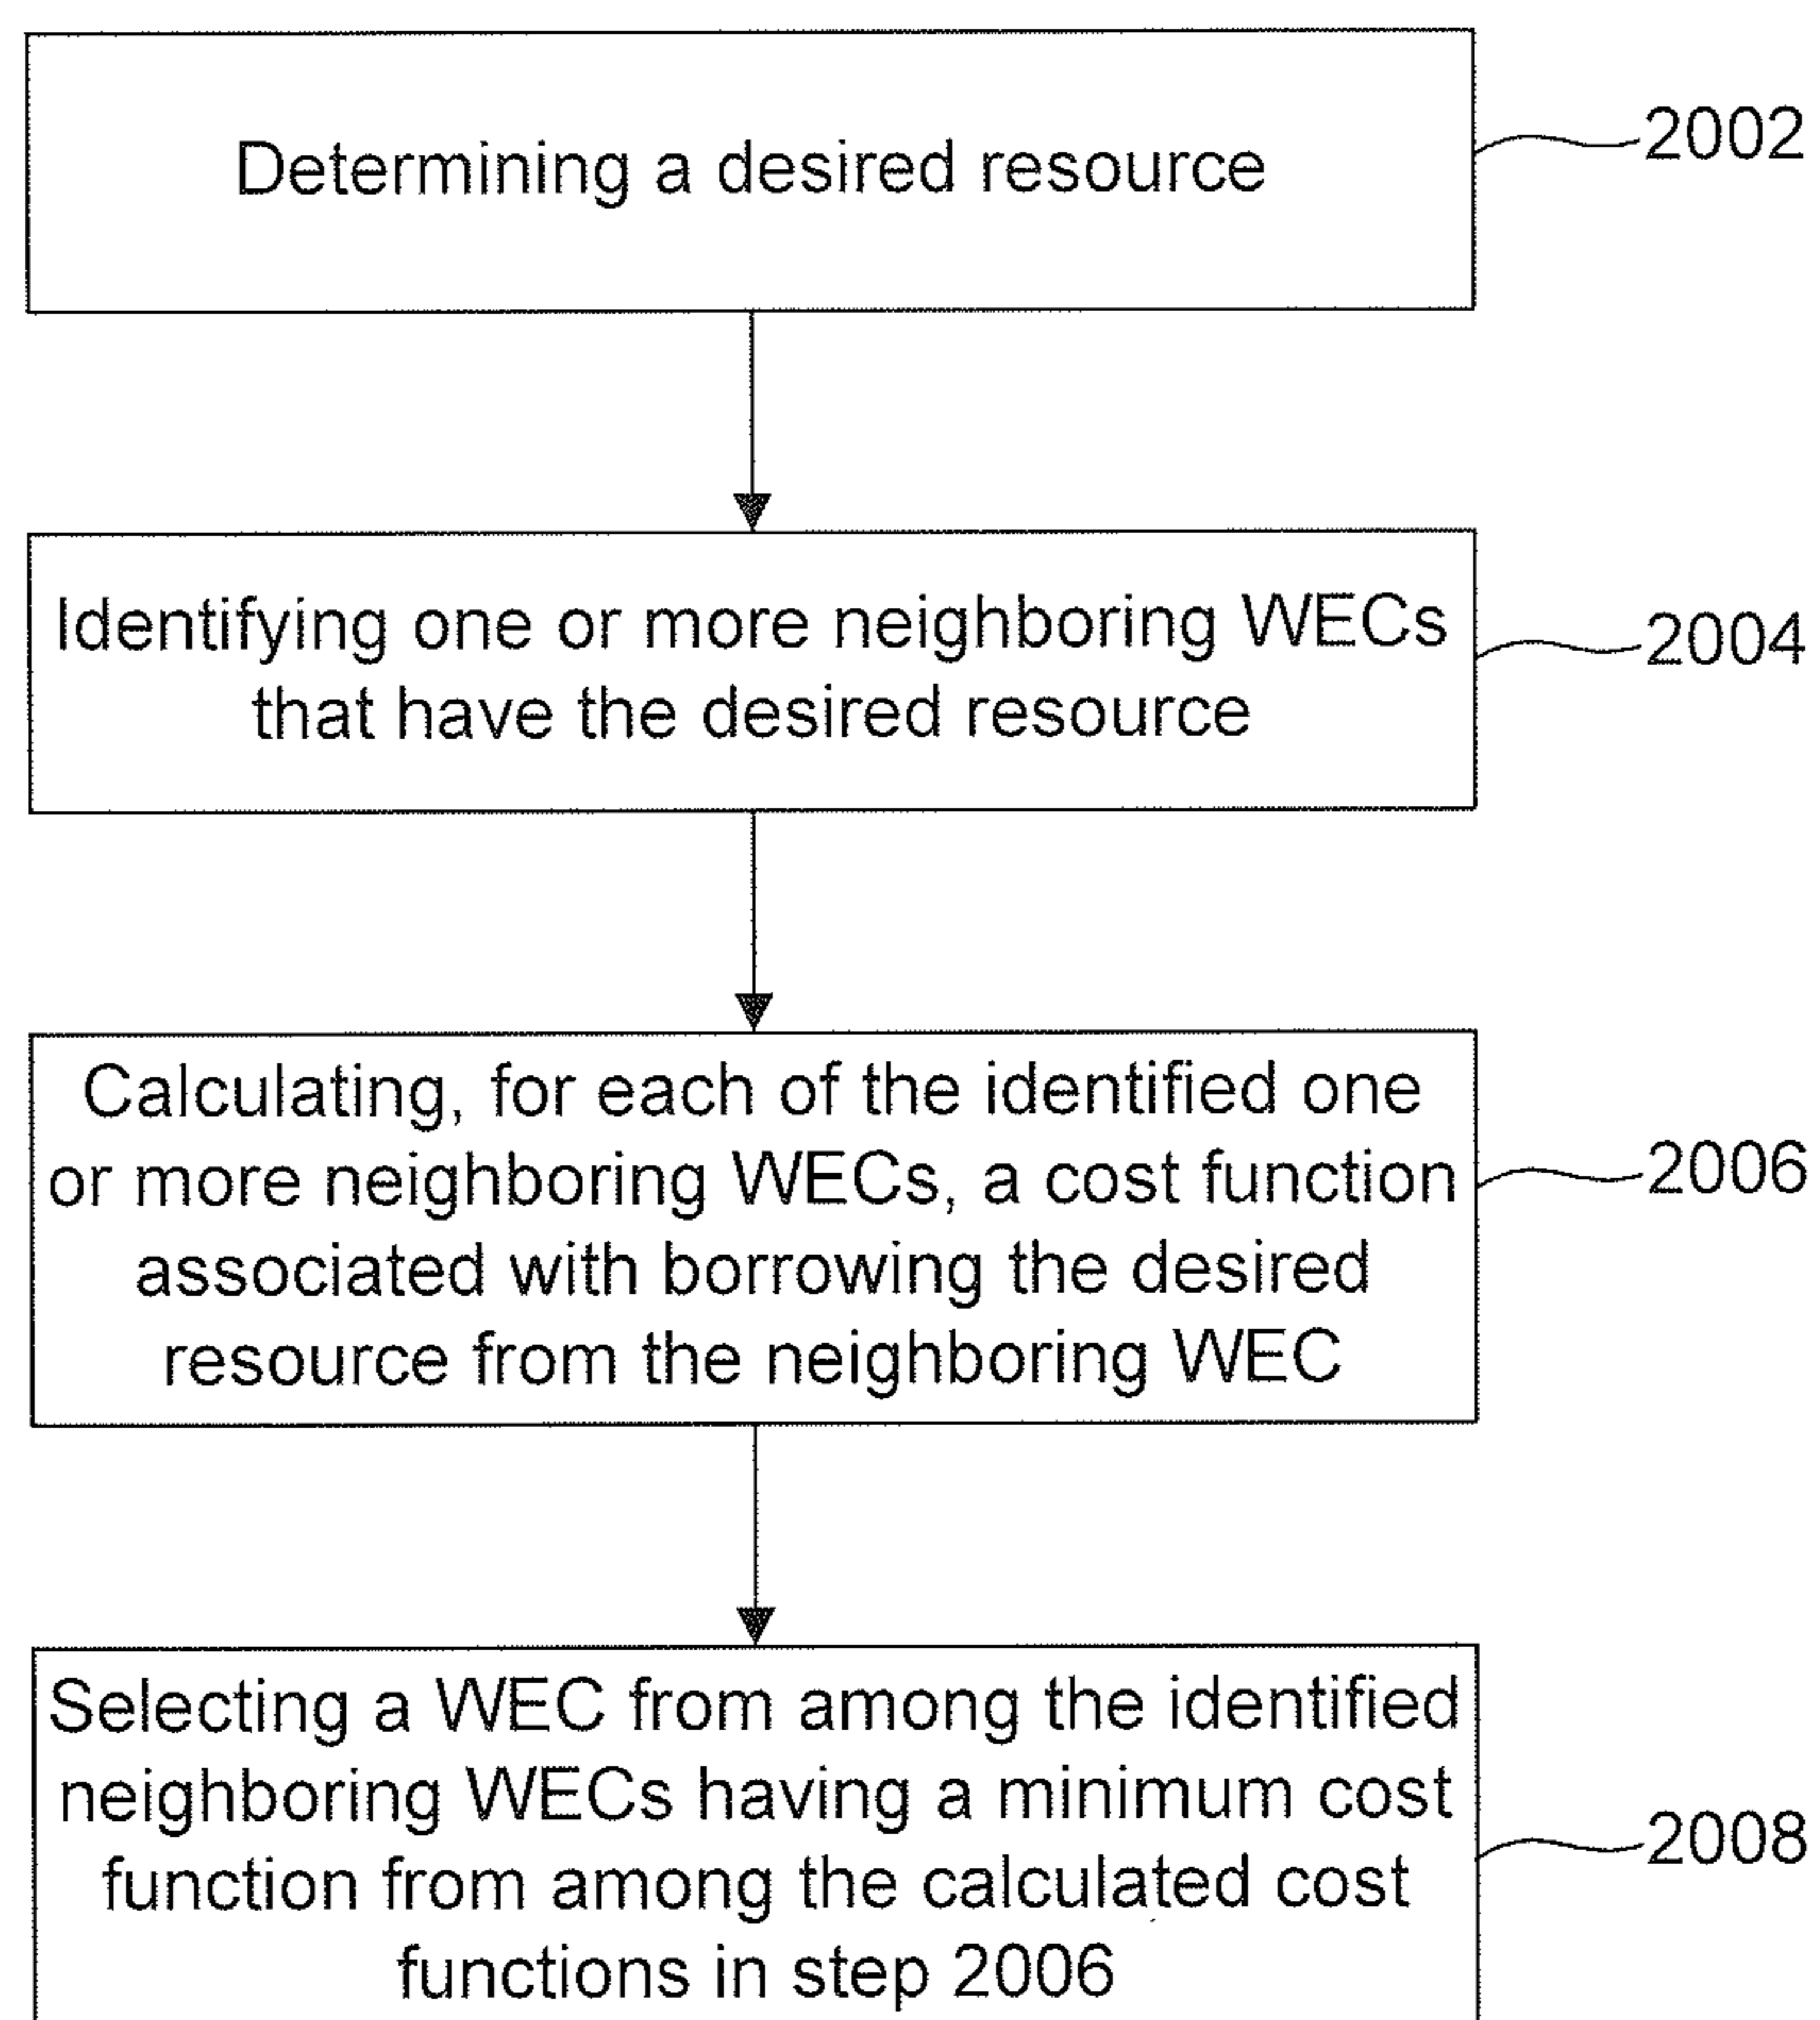 Determining a desired resource
2002
Identifying one or more neighboring WECs
that have the desired resource
2004
Calculating, for each of the identified one
or more neighboring WECs, a cost function
associated with borrowing the desired
resource from the neighboring WEC
2006
Selecting a WEC from among the identified
neighboring WECs having a minimum cost
function from among the calculated cost
functions in step 2006
2008